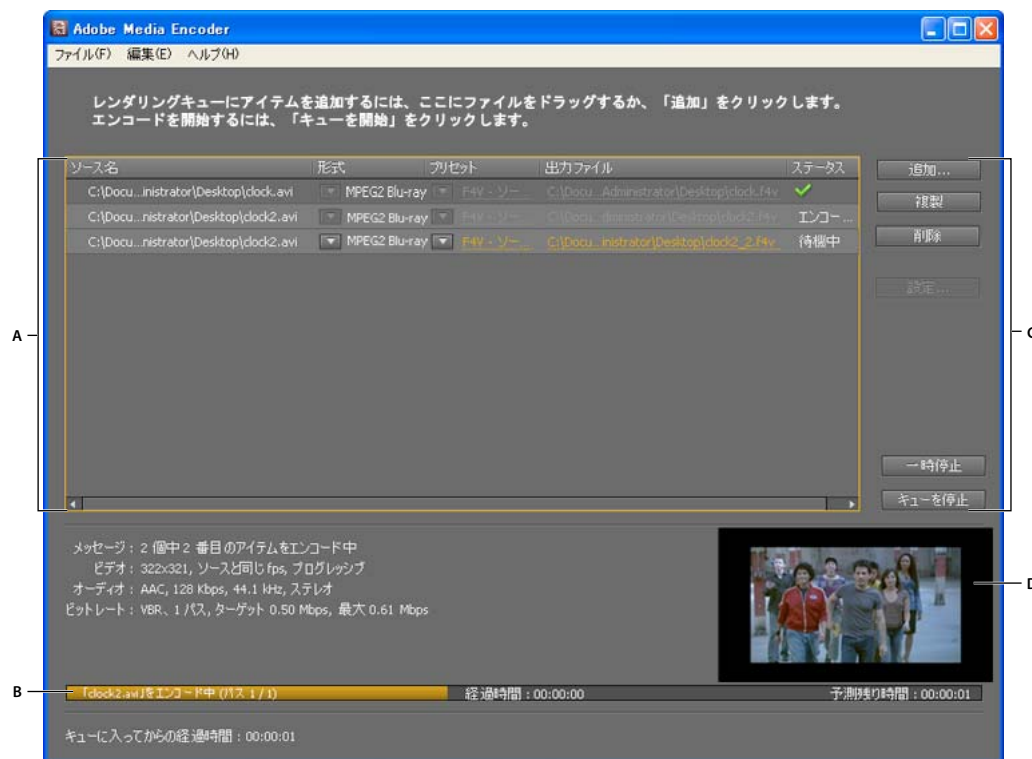 Adobe Media Encoder
ファイル(F) 編集(E) ヘルプ(H)
レンダリングキューにアイテムを追加するには、ここにファイルをドラッグするか、「追加」をクリックします。
エンコードを開始するには、「キューを開始」をクリックします。
ソース名 形式 プリセット 出力ファイル ステータス
C:\Docu...inistrator\Desktop\clock.avi MPEG2 Blu-ray F4V - ソー... C:\Docu...Administrator\Desktop\clock.f4v
C:\Docu...nistrator\Desktop\clock2.avi MPEG2 Blu-ray F4V - ソー... C:\Docu...dministrator\Desktop\clock2.f4v エンコー...
C:\Docu...nistrator\Desktop\clock2.avi MPEG2 Blu-ray F4V - ソー... C:\Docu...inistrator\Desktop\clock2_2.f4v 待機中
追加...
複製
削除
設定...
一時停止
キューを停止
A
C
メッセージ : 2 個中 2 番目のアイテムをエンコード中
ビデオ : 322x321, ソースと同じ fps, プログレッシブ
オーディオ : AAC, 128 Kbps, 44.1 kHz, ステレオ
ビットレート : VBR、1 パス, ターゲット 0.50 Mbps, 最大 0.61 Mbps
D
B
「clock2.avi」をエンコード中 (パス 1 / 1) 経過時間 : 00:00:00 予測残り時間 : 00:00:01
キューに入ってからの経過時間 : 00:00:01